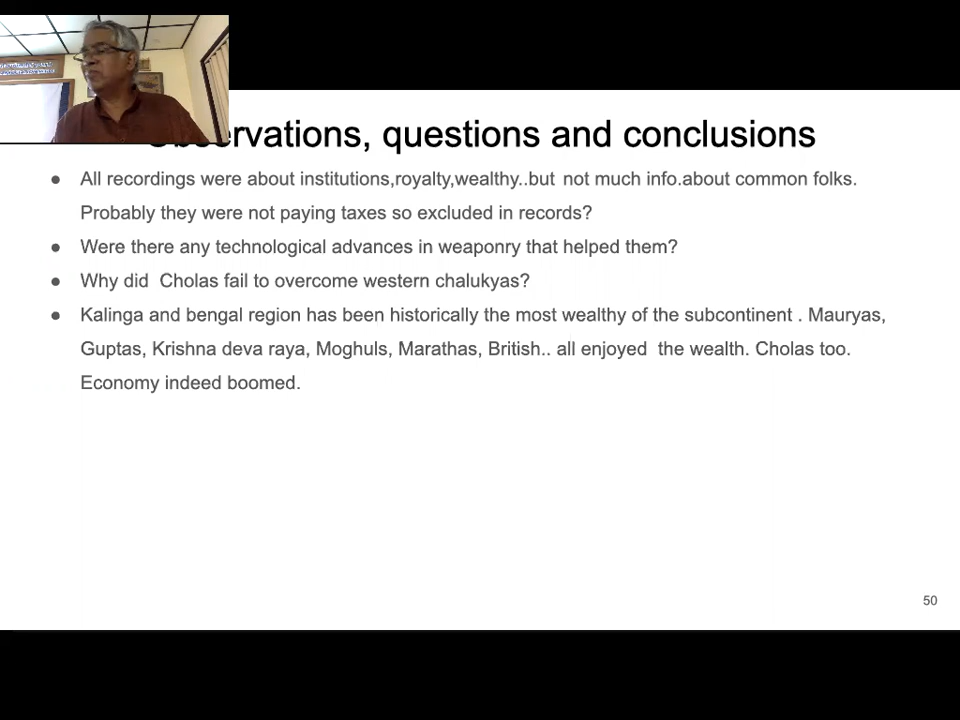 Observations, questions and conclusions
● All recordings were about institutions,royalty,wealthy..but not much info.about common folks.
Probably they were not paying taxes so excluded in records?
● Were there any technological advances in weaponry that helped them?
● Why did Cholas fail to overcome western chalukyas?
● Kalinga and bengal region has been historically the most wealthy of the subcontinent . Mauryas,
Guptas, Krishna deva raya, Moghuls, Marathas, British.. all enjoyed the wealth. Cholas too.
Economy indeed boomed.
50